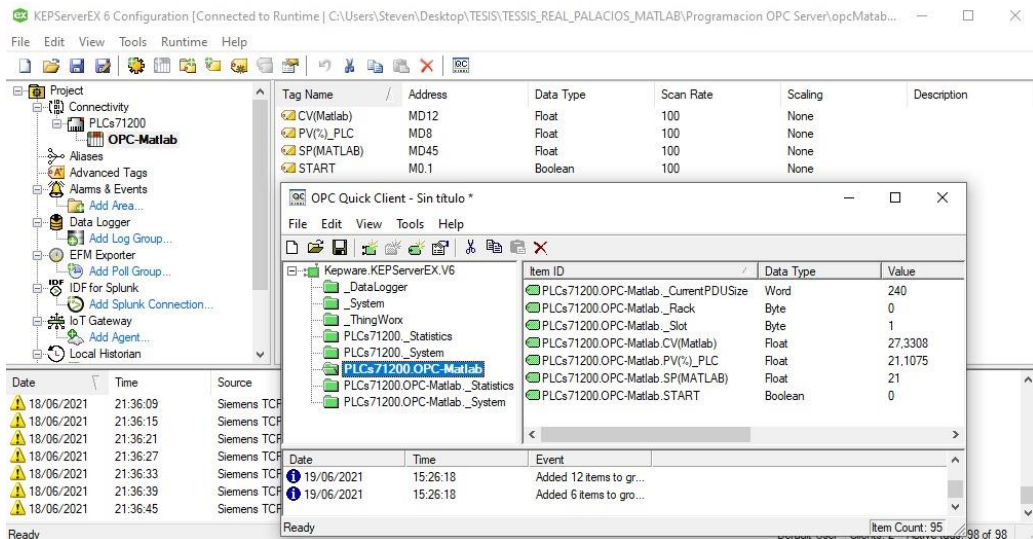 KEPServerEX 6 Configuration [Connected to Runtime | C:\Users\Steven\Desktop\TESIS\TESSIS_REAL_PALACIOS_MATLAB\Programacion OPC Server\opcMatab...
File Edit View Tools Runtime Help
Project
Connectivity
PLCs71200
OPC-Matlab
Aliases
Advanced Tags
Alarms & Events
Add Area...
Data Logger
Add Log Group...
EFM Exporter
Add Poll Group...
IDF for Splunk
Add Splunk Connection...
IoT Gateway
Add Agent...
Local Historian
Tag Name Address Data Type Scan Rate Scaling Description
CV(Matlab) MD12 Float 100 None
PV(%)_PLC MD8 Float 100 None
SP(MATLAB) MD45 Float 100 None
START M0.1 Boolean 100 None
Date Time Source
18/06/2021 21:36:09 Siemens TCP
18/06/2021 21:36:15 Siemens TCP
18/06/2021 21:36:21 Siemens TCP
18/06/2021 21:36:27 Siemens TCP
18/06/2021 21:36:33 Siemens TCP
18/06/2021 21:36:39 Siemens TCP
18/06/2021 21:36:45 Siemens TCP
Ready
OPC Quick Client - Sin título *
File Edit View Tools Help
Kepware.KEPServerEX.V6
_DataLogger
_System
_ThingWorx
PLCs71200._Statistics
PLCs71200._System
PLCs71200.OPC-Matlab
PLCs71200.OPC-Matlab._Statistics
PLCs71200.OPC-Matlab._System
Item ID Data Type Value
PLCs71200.OPC-Matlab._CurrentPDUSize Word 240
PLCs71200.OPC-Matlab._Rack Byte 0
PLCs71200.OPC-Matlab._Slot Byte 1
PLCs71200.OPC-Matlab.CV(Matlab) Float 27,3308
PLCs71200.OPC-Matlab.PV(%)_PLC Float 21,1075
PLCs71200.OPC-Matlab.SP(MATLAB) Float 21
PLCs71200.OPC-Matlab.START Boolean 0
Date Time Event
19/06/2021 15:26:18 Added 12 items to gr...
19/06/2021 15:26:18 Added 6 items to gro...
Ready Item Count: 95
98 of 98